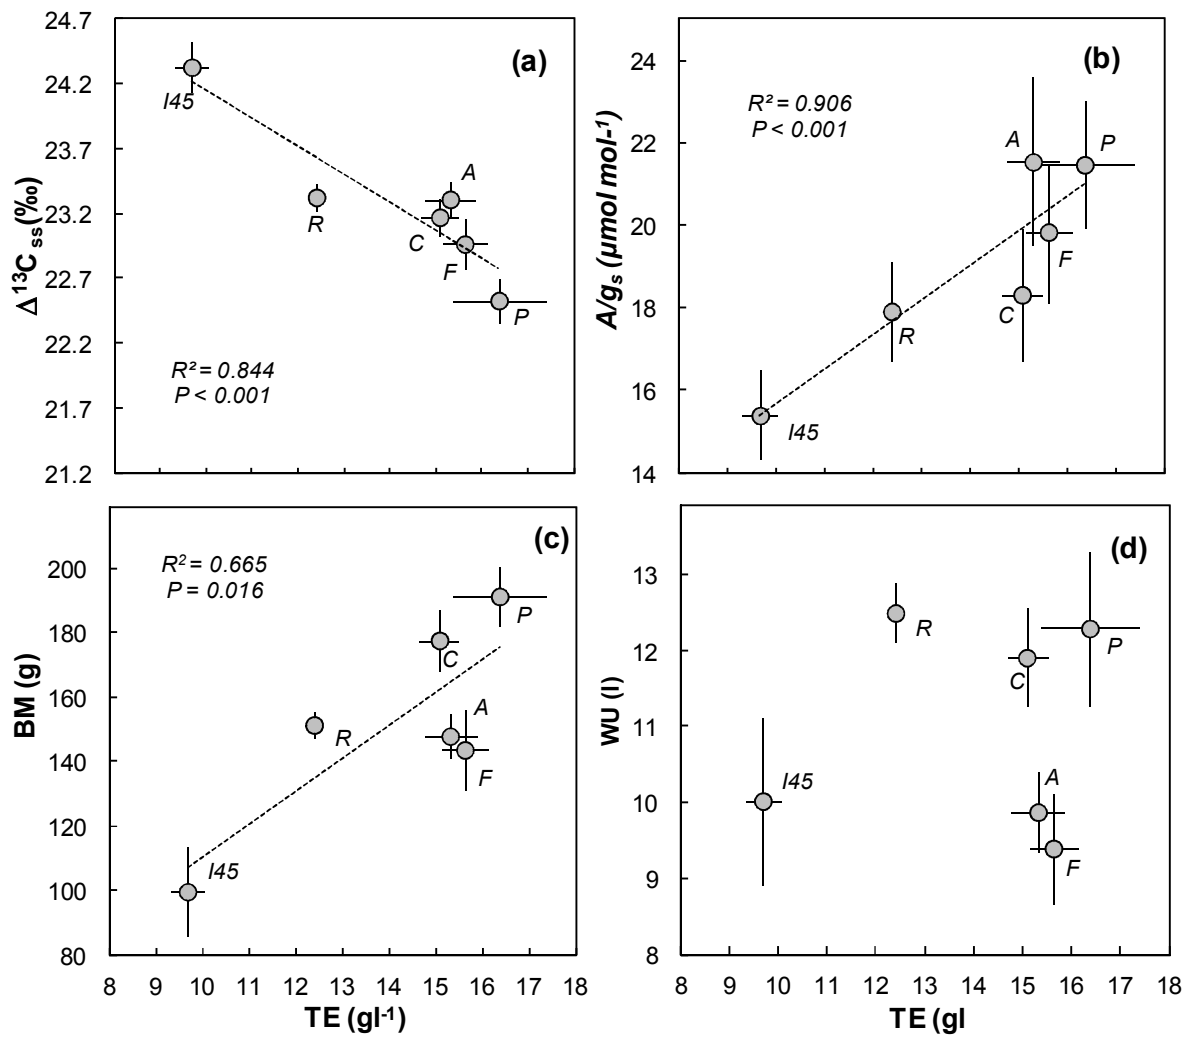 24.7
24.2
23.7
23.2
22.7
22.2
21.7
21.2
Δ¹³C ss (‰)
(a)
I45
R
A
C
F
P
R² = 0.844
P < 0.001
24
22
20
18
16
14
A/gs (µmol mol-¹)
(b)
R² = 0.906
P < 0.001
A
P
F
C
R
I45
200
180
160
140
120
100
80
BM (g)
(c)
R² = 0.665
P = 0.016
P
C
R
A
F
I45
8 9 10 11 12 13 14 15 16 17 18
TE (gl-¹)
13
12
11
10
9
8
WU (l)
(d)
R
P
C
I45
A
F
8 9 10 11 12 13 14 15 16 17 18
TE (gl